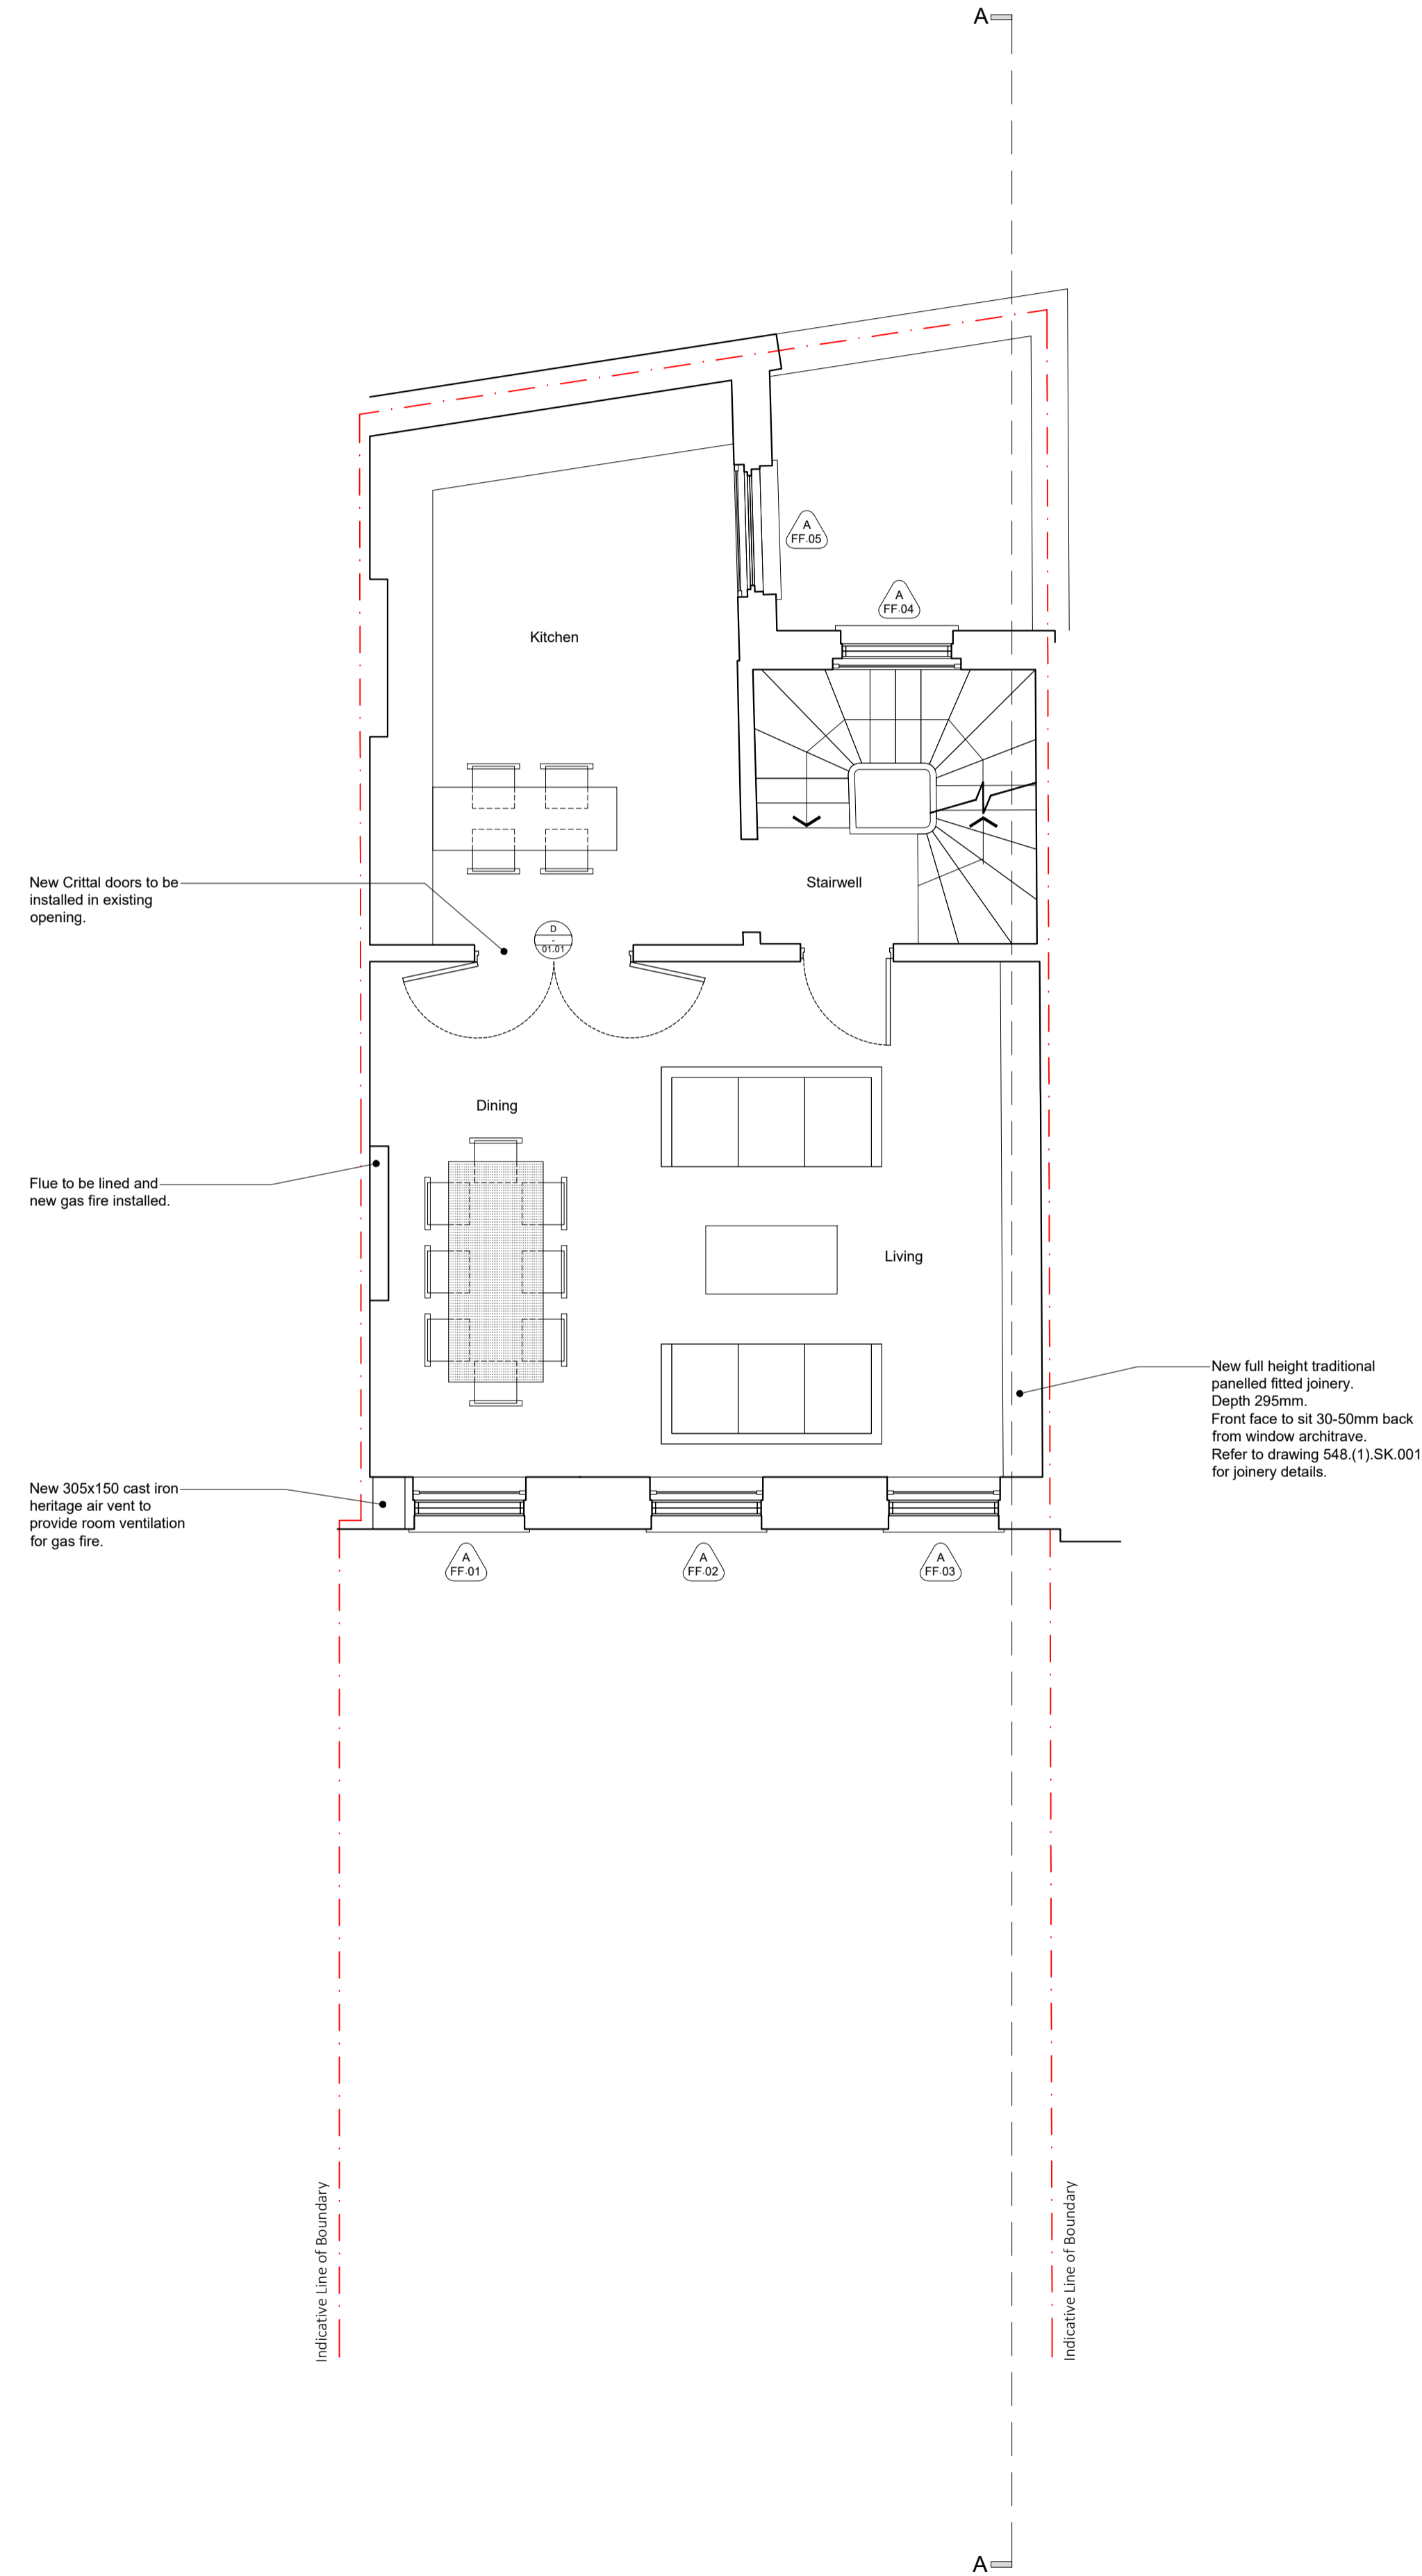 A
A
FF.05
A
FF.04
Kitchen
New Crittal doors to be
installed in existing
opening.
Stairwell
D
-
01.01
Dining
Flue to be lined and
new gas fire installed.
Living
New full height traditional
panelled fitted joinery.
Depth 295mm.
Front face to sit 30-50mm back
from window architrave.
Refer to drawing 548.(1).SK.001
for joinery details.
New 305x150 cast iron
heritage air vent to
provide room ventilation
for gas fire.
A
FF.01
A
FF.02
A
FF.03
Indicative Line of Boundary
Indicative Line of Boundary
A